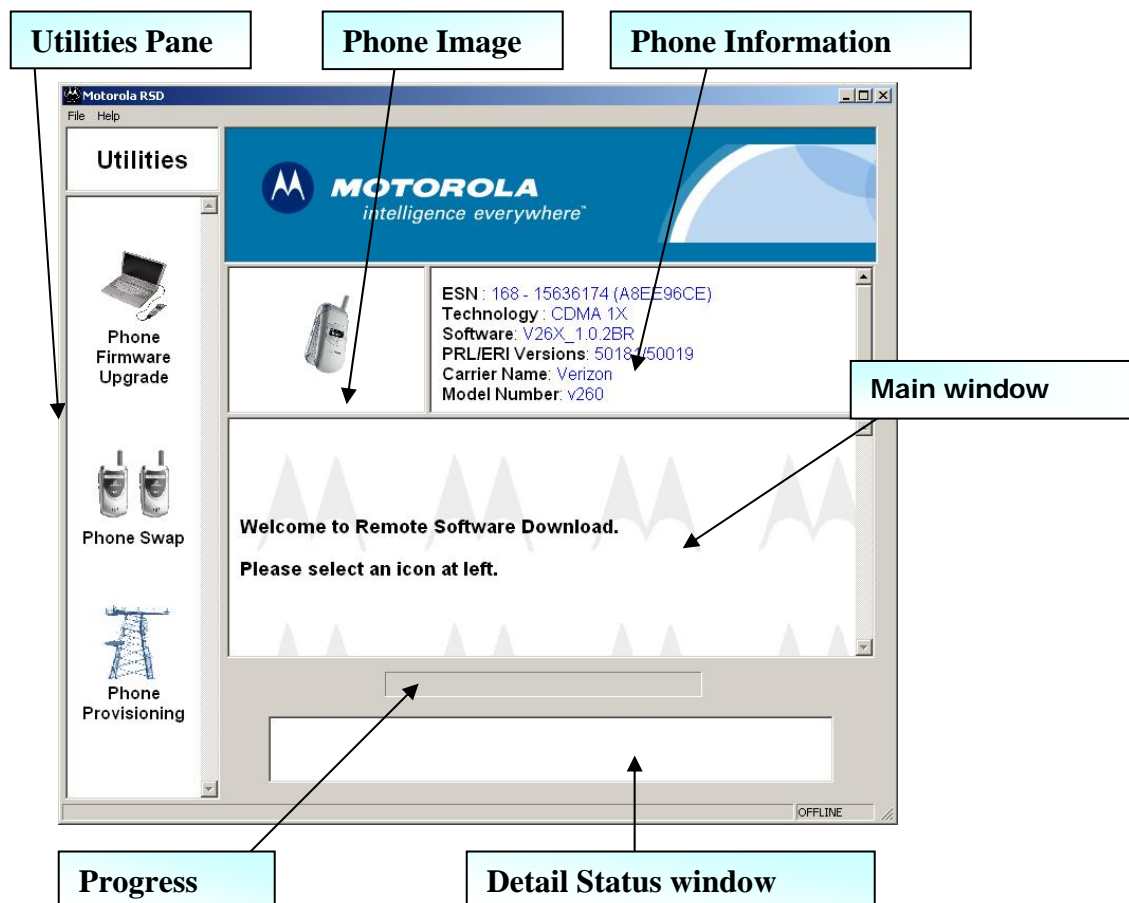 Utilities Pane
Phone Image
Phone Information
Motorola RSD
File Help
Utilities
MOTOROLA
intelligence everywhere™
Phone
Firmware
Upgrade
Phone Swap
Phone
Provisioning
ESN : 168 - 15636174 (A8EE96CE)
Technology : CDMA 1X
Software: V26X_1.0.2BR
PRL/ERI Versions: 50181/50019
Carrier Name: Verizon
Model Number: v260
Main window
Welcome to Remote Software Download.
Please select an icon at left.
OFFLINE
Progress
Detail Status window